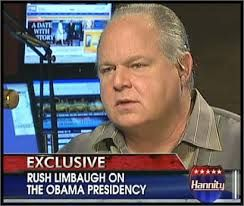 A DATE
WITH
EXCLUSIVE
RUSH LIMBAUGH ON
THE OBAMA PRESIDENCY
Hannity